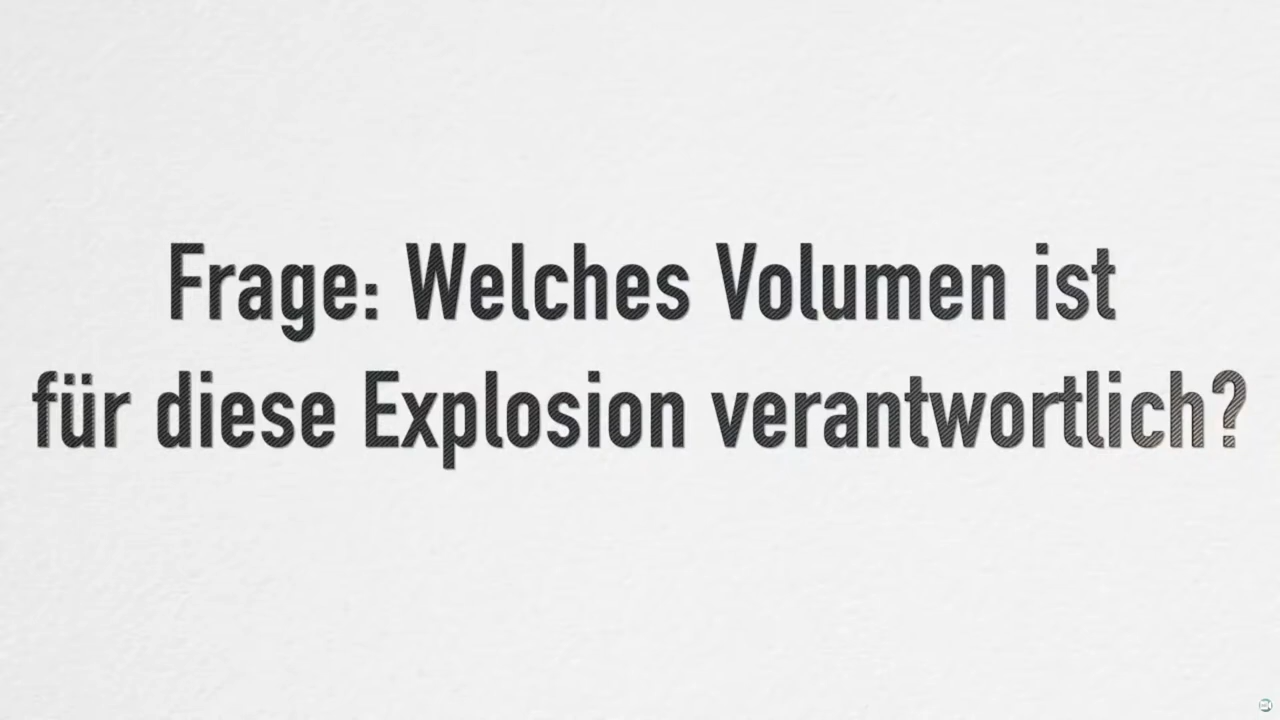 Frage: Welches Volumen ist
für diese Explosion verantwortlich?